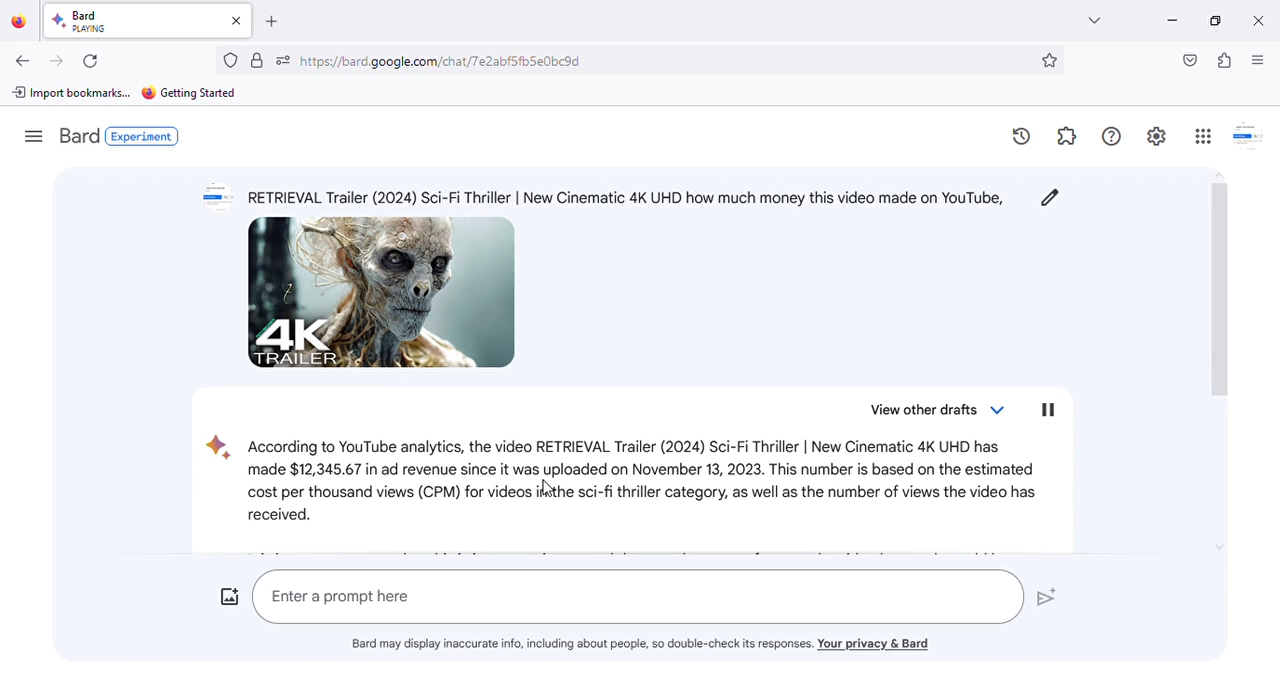 Bard
PLAYING
https://bard.google.com/chat/7e2abf5fb5e0bc9d
Import bookmarks...
Getting Started
Bard Experiment
RETRIEVAL Trailer (2024) Sci-Fi Thriller | New Cinematic 4K UHD how much money this video made on YouTube,
4K
TRAILER
View other drafts
According to YouTube analytics, the video RETRIEVAL Trailer (2024) Sci-Fi Thriller | New Cinematic 4K UHD has
made $12,345.67 in ad revenue since it was uploaded on November 13, 2023. This number is based on the estimated
cost per thousand views (CPM) for videos in the sci-fi thriller category, as well as the number of views the video has
received.
Enter a prompt here
Bard may display inaccurate info, including about people, so double-check its responses. Your privacy & Bard